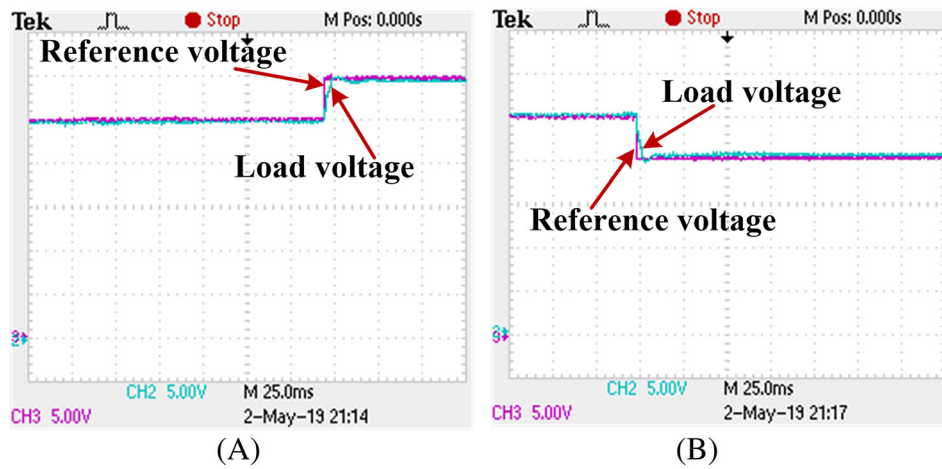 Tek Stop M Pos: 0.000s
Reference voltage
Load voltage
CH2 5.00V M 25.0ms
CH3 5.00V 2-May-19 21:14
(A)
Tek Stop M Pos: 0.000s
Load voltage
Reference voltage
CH2 5.00V M 25.0ms
CH3 5.00V 2-May-19 21:17
(B)